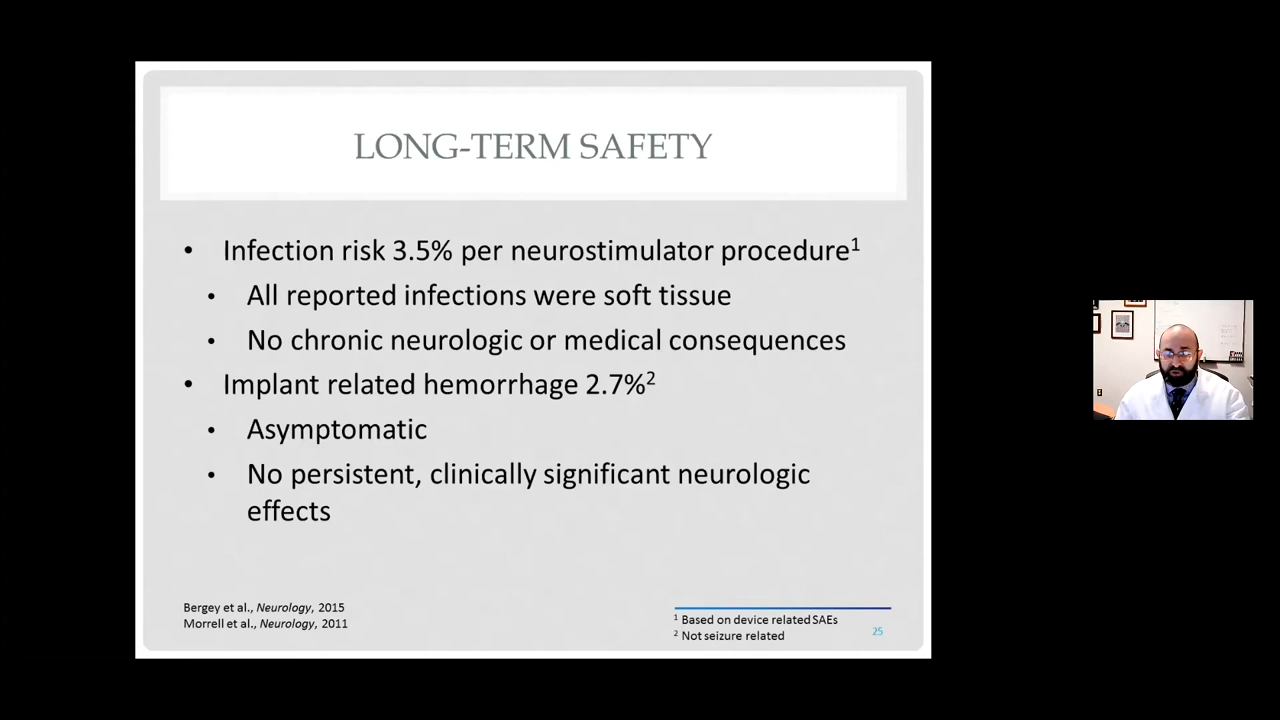 LONG-TERM SAFETY
• Infection risk 3.5% per neurostimulator procedure¹
• All reported infections were soft tissue
• No chronic neurologic or medical consequences
• Implant related hemorrhage 2.7%²
• Asymptomatic
• No persistent, clinically significant neurologic
effects
Bergey et al., Neurology, 2015
Morrell et al., Neurology, 2011
¹ Based on device related SAEs
² Not seizure related
25